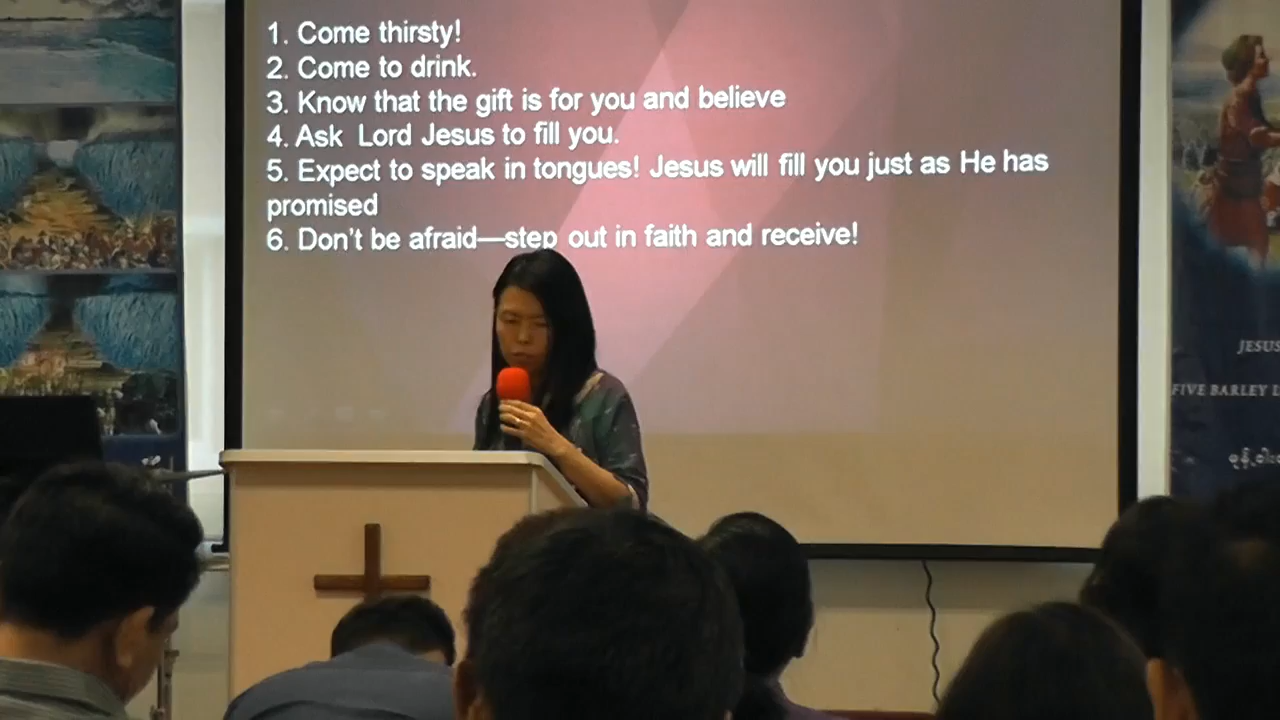 1. Come thirsty!
2. Come to drink.
3. Know that the gift is for you and believe
4. Ask Lord Jesus to fill you.
5. Expect to speak in tongues! Jesus will fill you just as He has
promised
6. Don't be afraid—step out in faith and receive!
JESUS
FIVE BARLEY